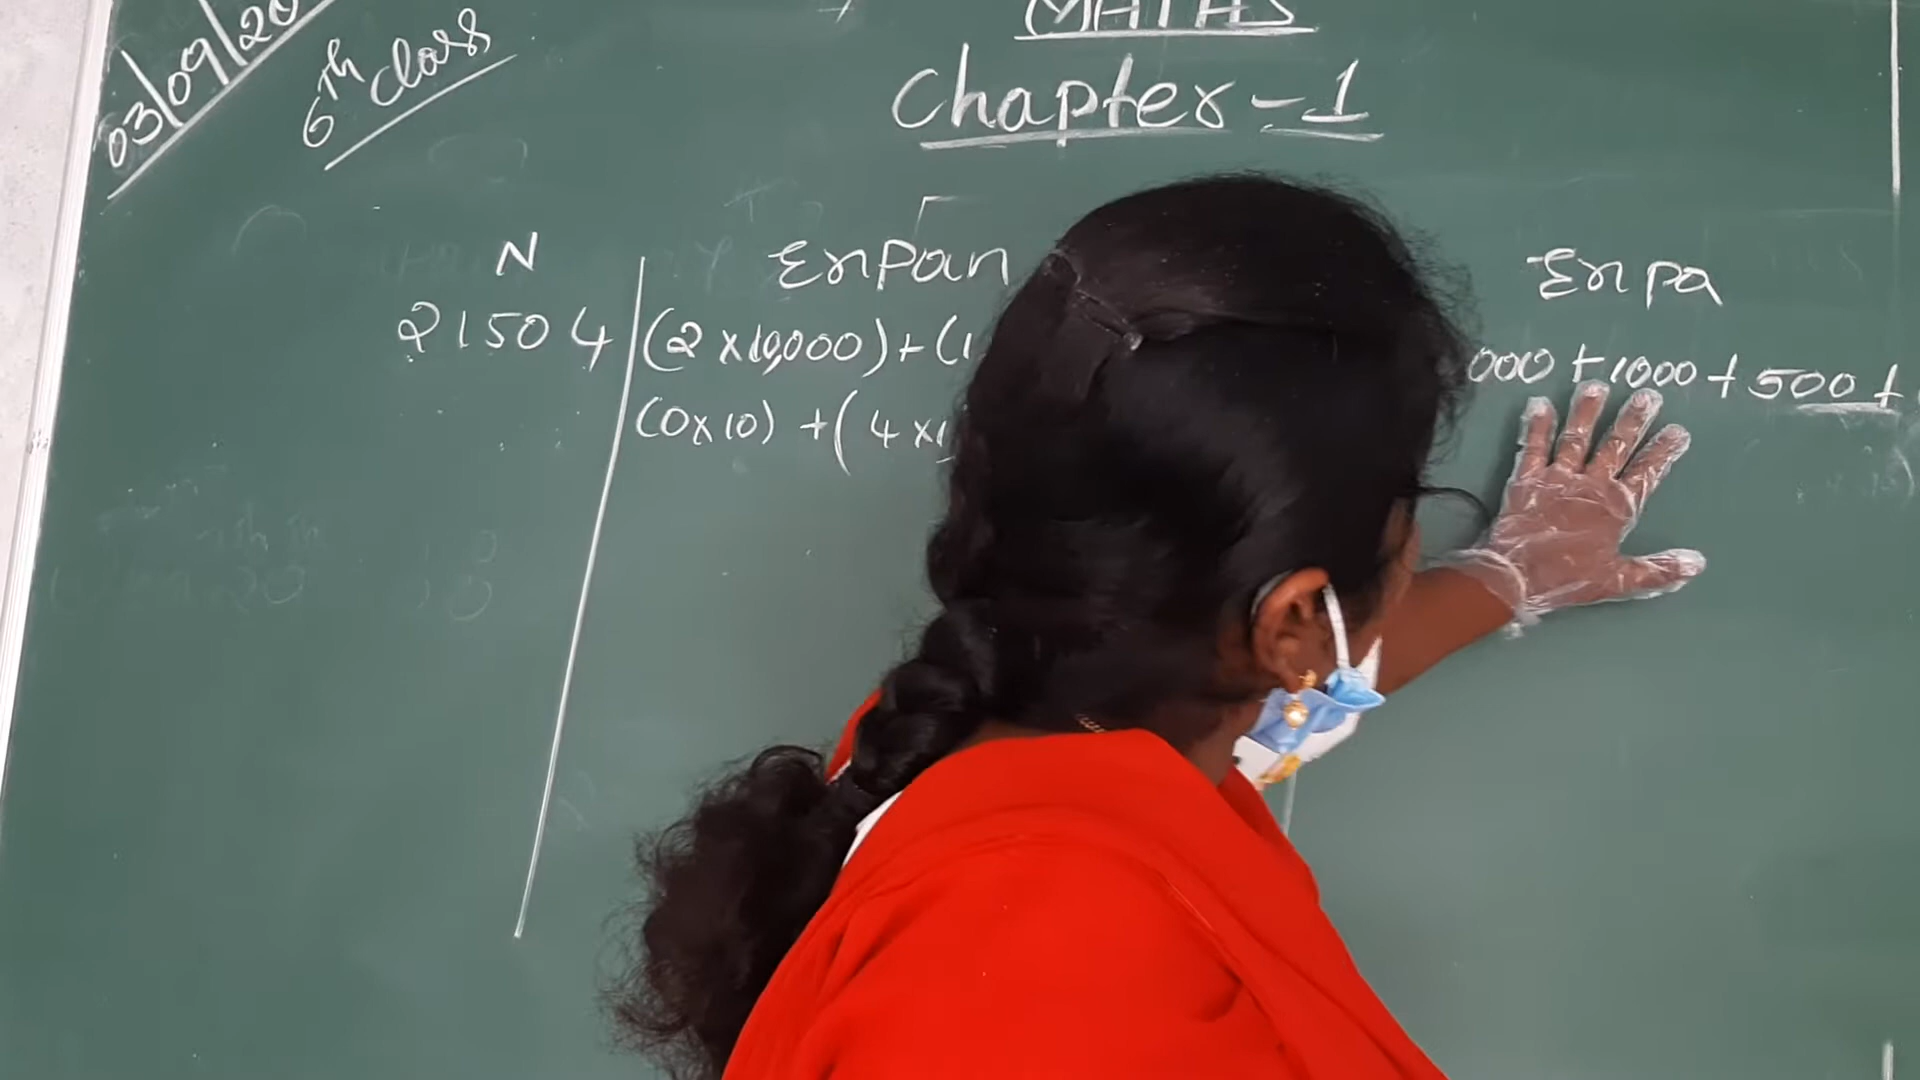 03/09/20
6th class
MATHS
Chapter-1
N
Expan
Expa
21504
(2×10,000)+(1
000+1000+500+
(0×10)+(4×1